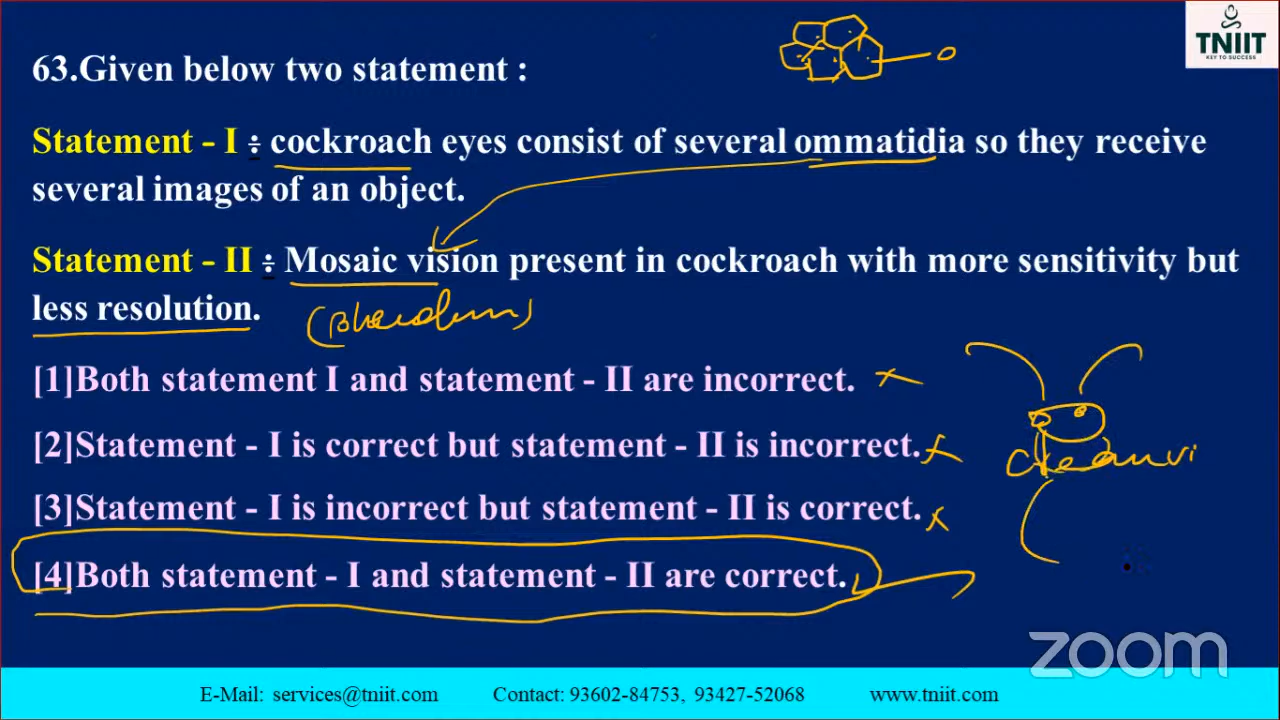 TNIIT
KEY TO SUCCESS
63.Given below two statement :
Statement - I : cockroach eyes consist of several ommatidia so they receive
several images of an object.
Statement - II : Mosaic vision present in cockroach with more sensitivity but
less resolution.
[1]Both statement I and statement - II are incorrect.
[2]Statement - I is correct but statement - II is incorrect.
[3]Statement - I is incorrect but statement - II is correct.
[4]Both statement - I and statement - II are correct.
zoom
E-Mail: services@tniit.com Contact: 93602-84753, 93427-52068 www.tniit.com